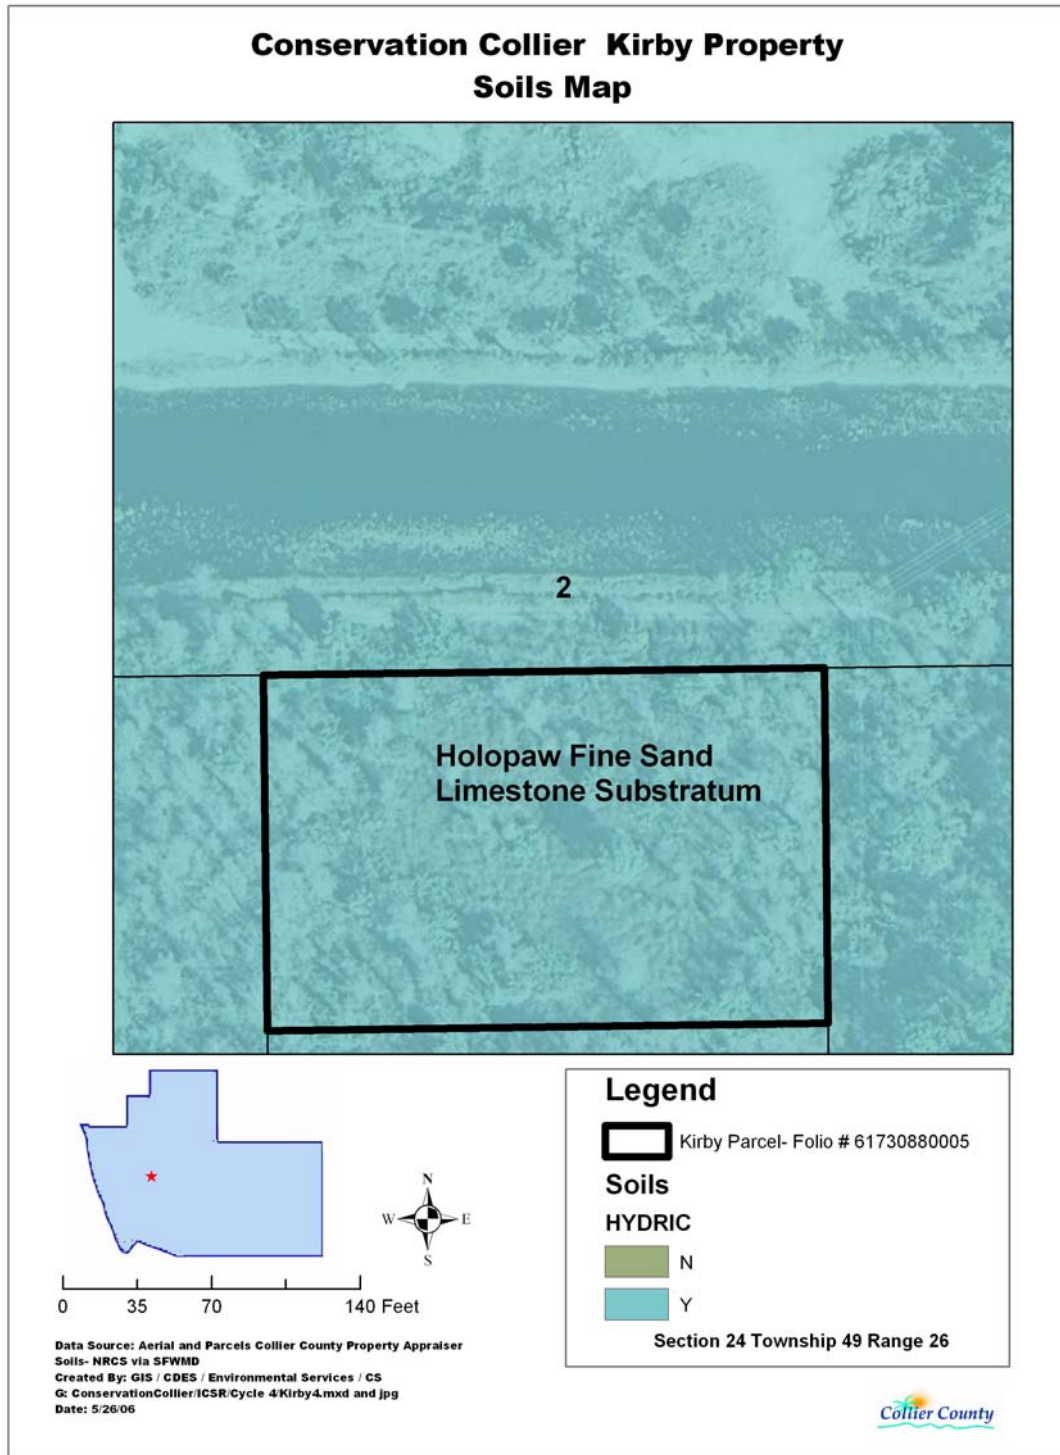 Conservation Collier Kirby Property
Soils Map
2
Holopaw Fine Sand
Limestone Substratum
Legend
Kirby Parcel- Folio # 61730880005
Soils
HYDRIC
N
Y
Section 24 Township 49 Range 26
N
W E
S
0 35 70 140 Feet
Data Source: Aerial and Parcels Collier County Property Appraiser
Soils- NRCS via SFWMD
Created By: GIS / CDES / Environmental Services / CS
G: ConservationCollier/ICSR/Cycle 4/Kirby4.mxd and jpg
Date: 5/26/06
Collier County